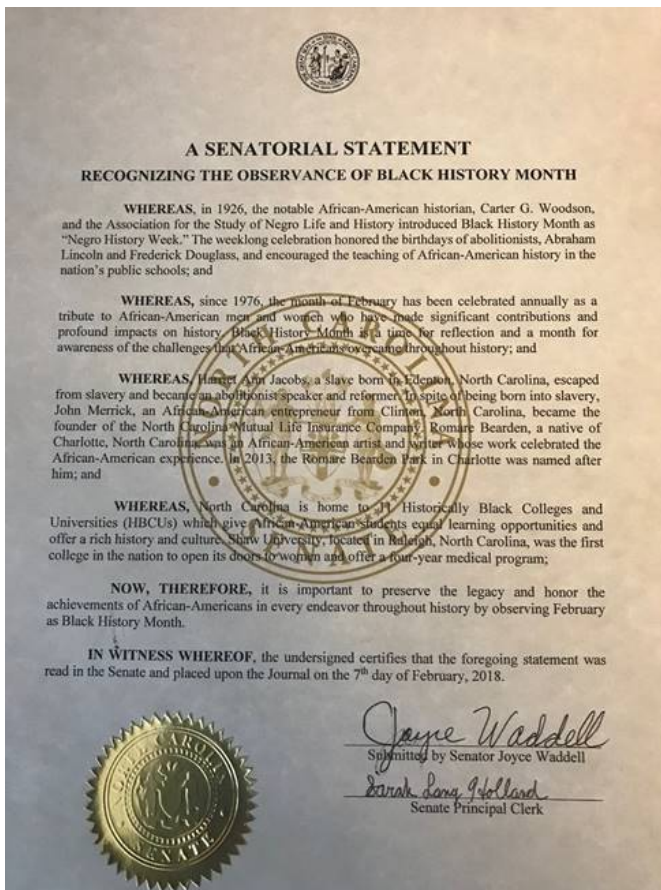 A SENATORIAL STATEMENT
RECOGNIZING THE OBSERVANCE OF BLACK HISTORY MONTH
WHEREAS, in 1926, the notable African-American historian, Carter G. Woodson,
and the Association for the Study of Negro Life and History introduced Black History Month as
“Negro History Week.” The weeklong celebration honored the birthdays of abolitionists, Abraham
Lincoln and Frederick Douglass, and encouraged the teaching of African-American history in the
nation’s public schools; and
WHEREAS, since 1976, the month of February has been celebrated annually as a
tribute to African-American men and women who have made significant contributions and
profound impacts on history. Black History Month is a time for reflection and a month for
awareness of the challenges that African-Americans overcame throughout history; and
WHEREAS, Harriet Ann Jacobs, a slave born in Edenton, North Carolina, escaped
from slavery and became an abolitionist speaker and reformer. In spite of being born into slavery,
John Merrick, an African-American entrepreneur from Clinton, North Carolina, became the
founder of the North Carolina Mutual Life Insurance Company. Romare Bearden, a native of
Charlotte, North Carolina, was an African-American artist and writer whose work celebrated the
African-American experience. In 2013, the Romare Bearden Park in Charlotte was named after
him; and
WHEREAS, North Carolina is home to 11 Historically Black Colleges and
Universities (HBCUs) which give African-American students equal learning opportunities and
offer a rich history and culture. Shaw University, located in Raleigh, North Carolina, was the first
college in the nation to open its doors to women and offer a four-year medical program;
NOW, THEREFORE, it is important to preserve the legacy and honor the
achievements of African-Americans in every endeavor throughout history by observing February
as Black History Month.
IN WITNESS WHEREOF, the undersigned certifies that the foregoing statement was
read in the Senate and placed upon the Journal on the 7th day of February, 2018.
Joyce Waddell
Submitted by Senator Joyce Waddell
Sarah Lang Holland
Senate Principal Clerk
NORTH CAROLINA
SENATE
NORTH CAROLINA
SENATE